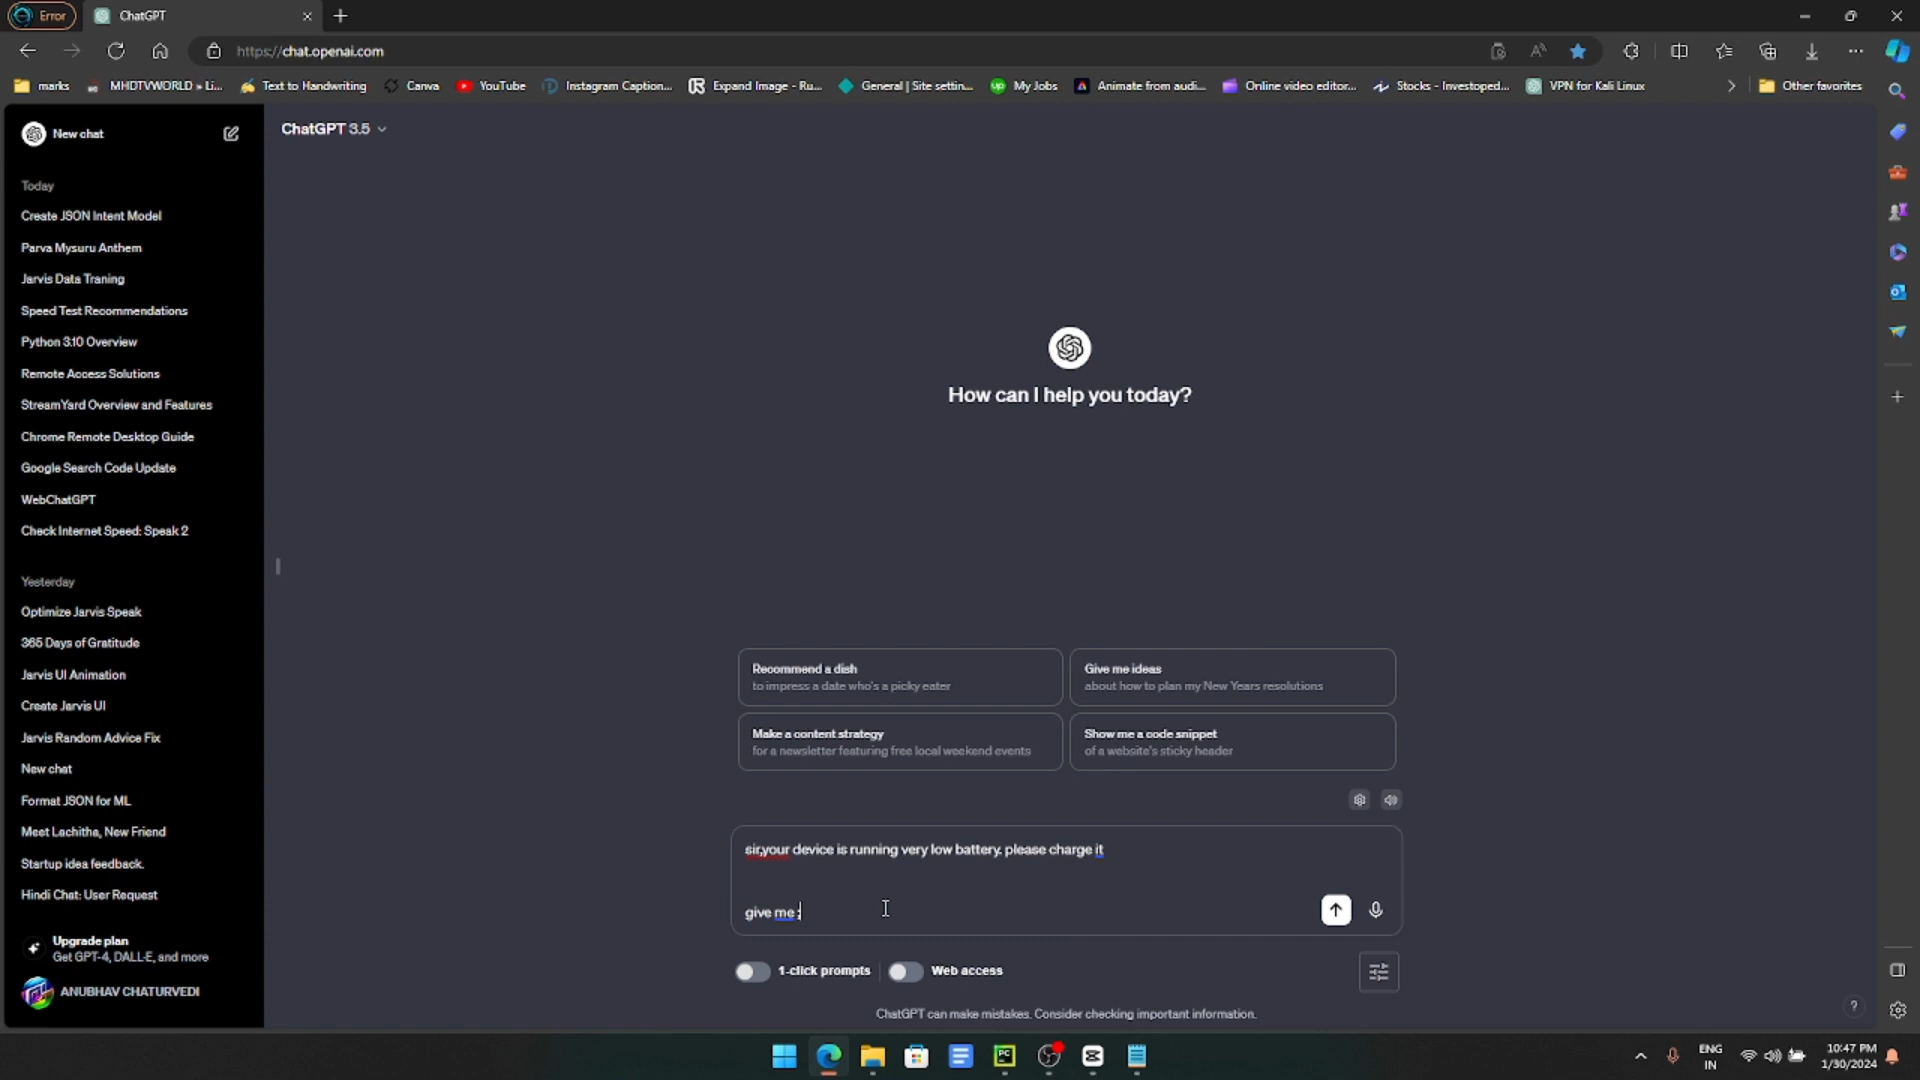 Error
ChatGPT
https://chat.openai.com
marks
MHDTVWORLD » Li...
Text to Handwriting
Canva
YouTube
Instagram Caption...
Expand Image - Ru...
General | Site settin...
My Jobs
Animate from audi...
Online video editor...
Stocks - Investoped...
VPN for Kali Linux
Other favorites
New chat
ChatGPT 3.5
Today
Create JSON Intent Model
Parva Mysuru Anthem
Jarvis Data Traning
Speed Test Recommendations
Python 3.10 Overview
Remote Access Solutions
StreamYard Overview and Features
Chrome Remote Desktop Guide
Google Search Code Update
WebChatGPT
Check Internet Speed: Speak 2
Yesterday
Optimize Jarvis Speak
365 Days of Gratitude
Jarvis UI Animation
Create Jarvis UI
Jarvis Random Advice Fix
New chat
Format JSON for ML
Meet Lachitha, New Friend
Startup idea feedback.
Hindi Chat: User Request
Upgrade plan
Get GPT-4, DALL·E, and more
ANUBHAV CHATURVEDI
How can I help you today?
Recommend a dish
to impress a date who's a picky eater
Give me ideas
about how to plan my New Years resolutions
Make a content strategy
for a newsletter featuring free local weekend events
Show me a code snippet
of a website's sticky header
sir,your device is running very low battery. please charge it
give me ;
1-click prompts
Web access
ChatGPT can make mistakes. Consider checking important information.
?
ENG
IN
10:47 PM
1/30/2024